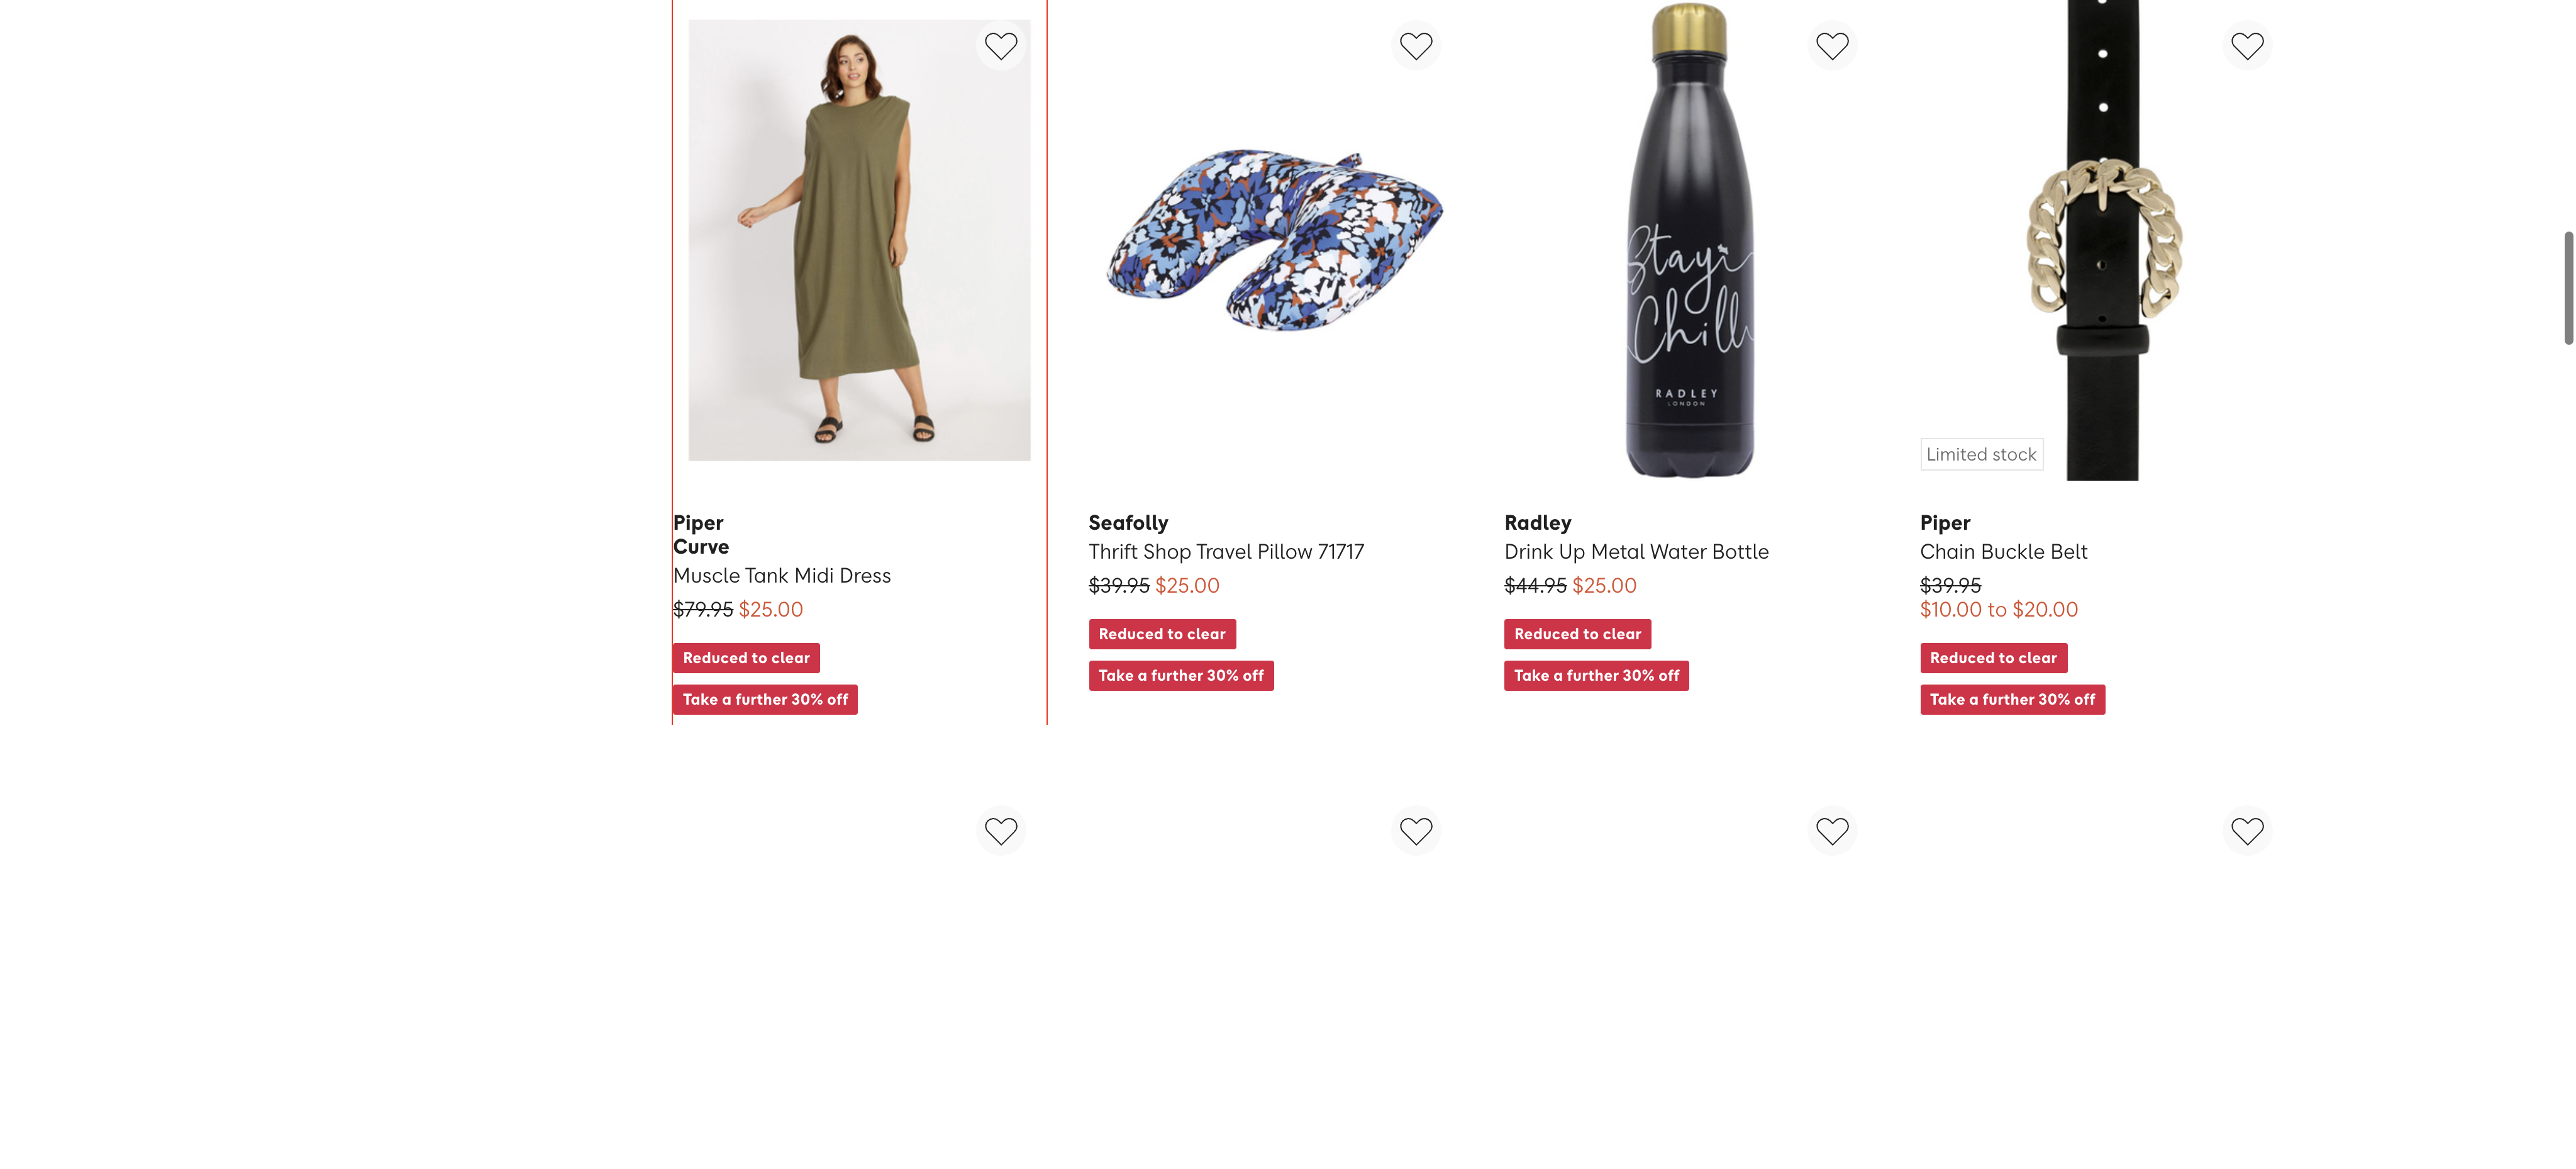 Stay
Chill
RADLEY
LONDON
Limited stock
Piper
Curve
Muscle Tank Midi Dress
$79.95 $25.00
Reduced to clear
Take a further 30% off
Seafolly
Thrift Shop Travel Pillow 71717
$39.95 $25.00
Reduced to clear
Take a further 30% off
Radley
Drink Up Metal Water Bottle
$44.95 $25.00
Reduced to clear
Take a further 30% off
Piper
Chain Buckle Belt
$39.95
$10.00 to $20.00
Reduced to clear
Take a further 30% off